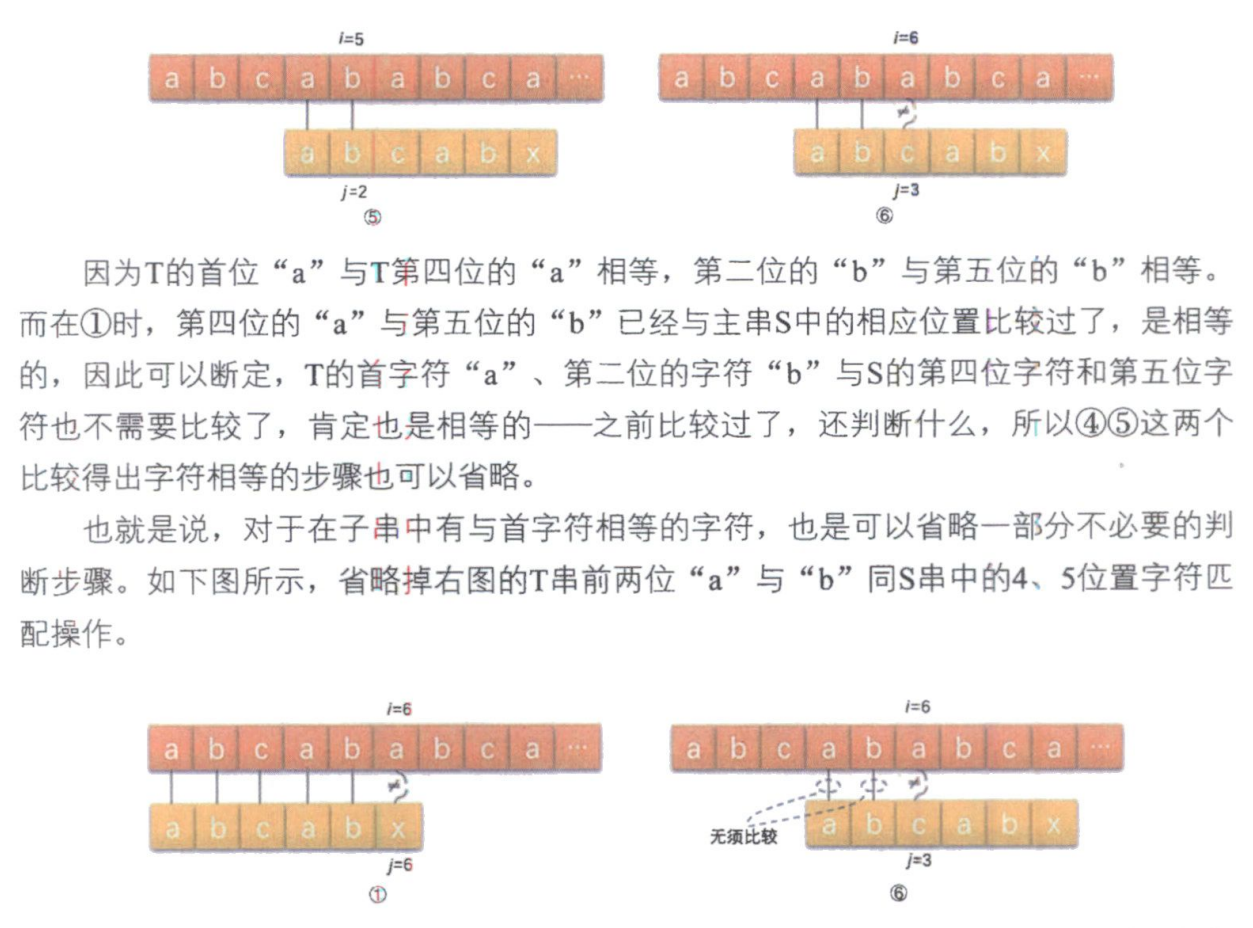 i=5
i=6
a b c a b a b c a …
a b c a b a b c a …
≠
a b c a b x
a b c a b x
j=2
j=3
⑤
⑥
因为T的首位“a”与T第四位的“a”相等，第二位的“b”与第五位的“b”相等。
而在①时，第四位的“a”与第五位的“b”已经与主串S中的相应位置比较过了，是相等
的，因此可以断定，T的首字符“a”、第二位的字符“b”与S的第四位字符和第五位字
符也不需要比较了，肯定也是相等的——之前比较过了，还判断什么，所以④⑤这两个
比较得出字符相等的步骤也可以省略。
也就是说，对于在子串中有与首字符相等的字符，也是可以省略一部分不必要的判
断步骤。如下图所示，省略掉右图的T串前两位“a”与“b”同S串中的4、5位置字符匹
配操作。
i=6
i=6
a b c a b a b c a …
a b c a b a b c a …
≠
≠
a b c a b x
a b c a b x
无须比较
j=6
j=3
①
⑥